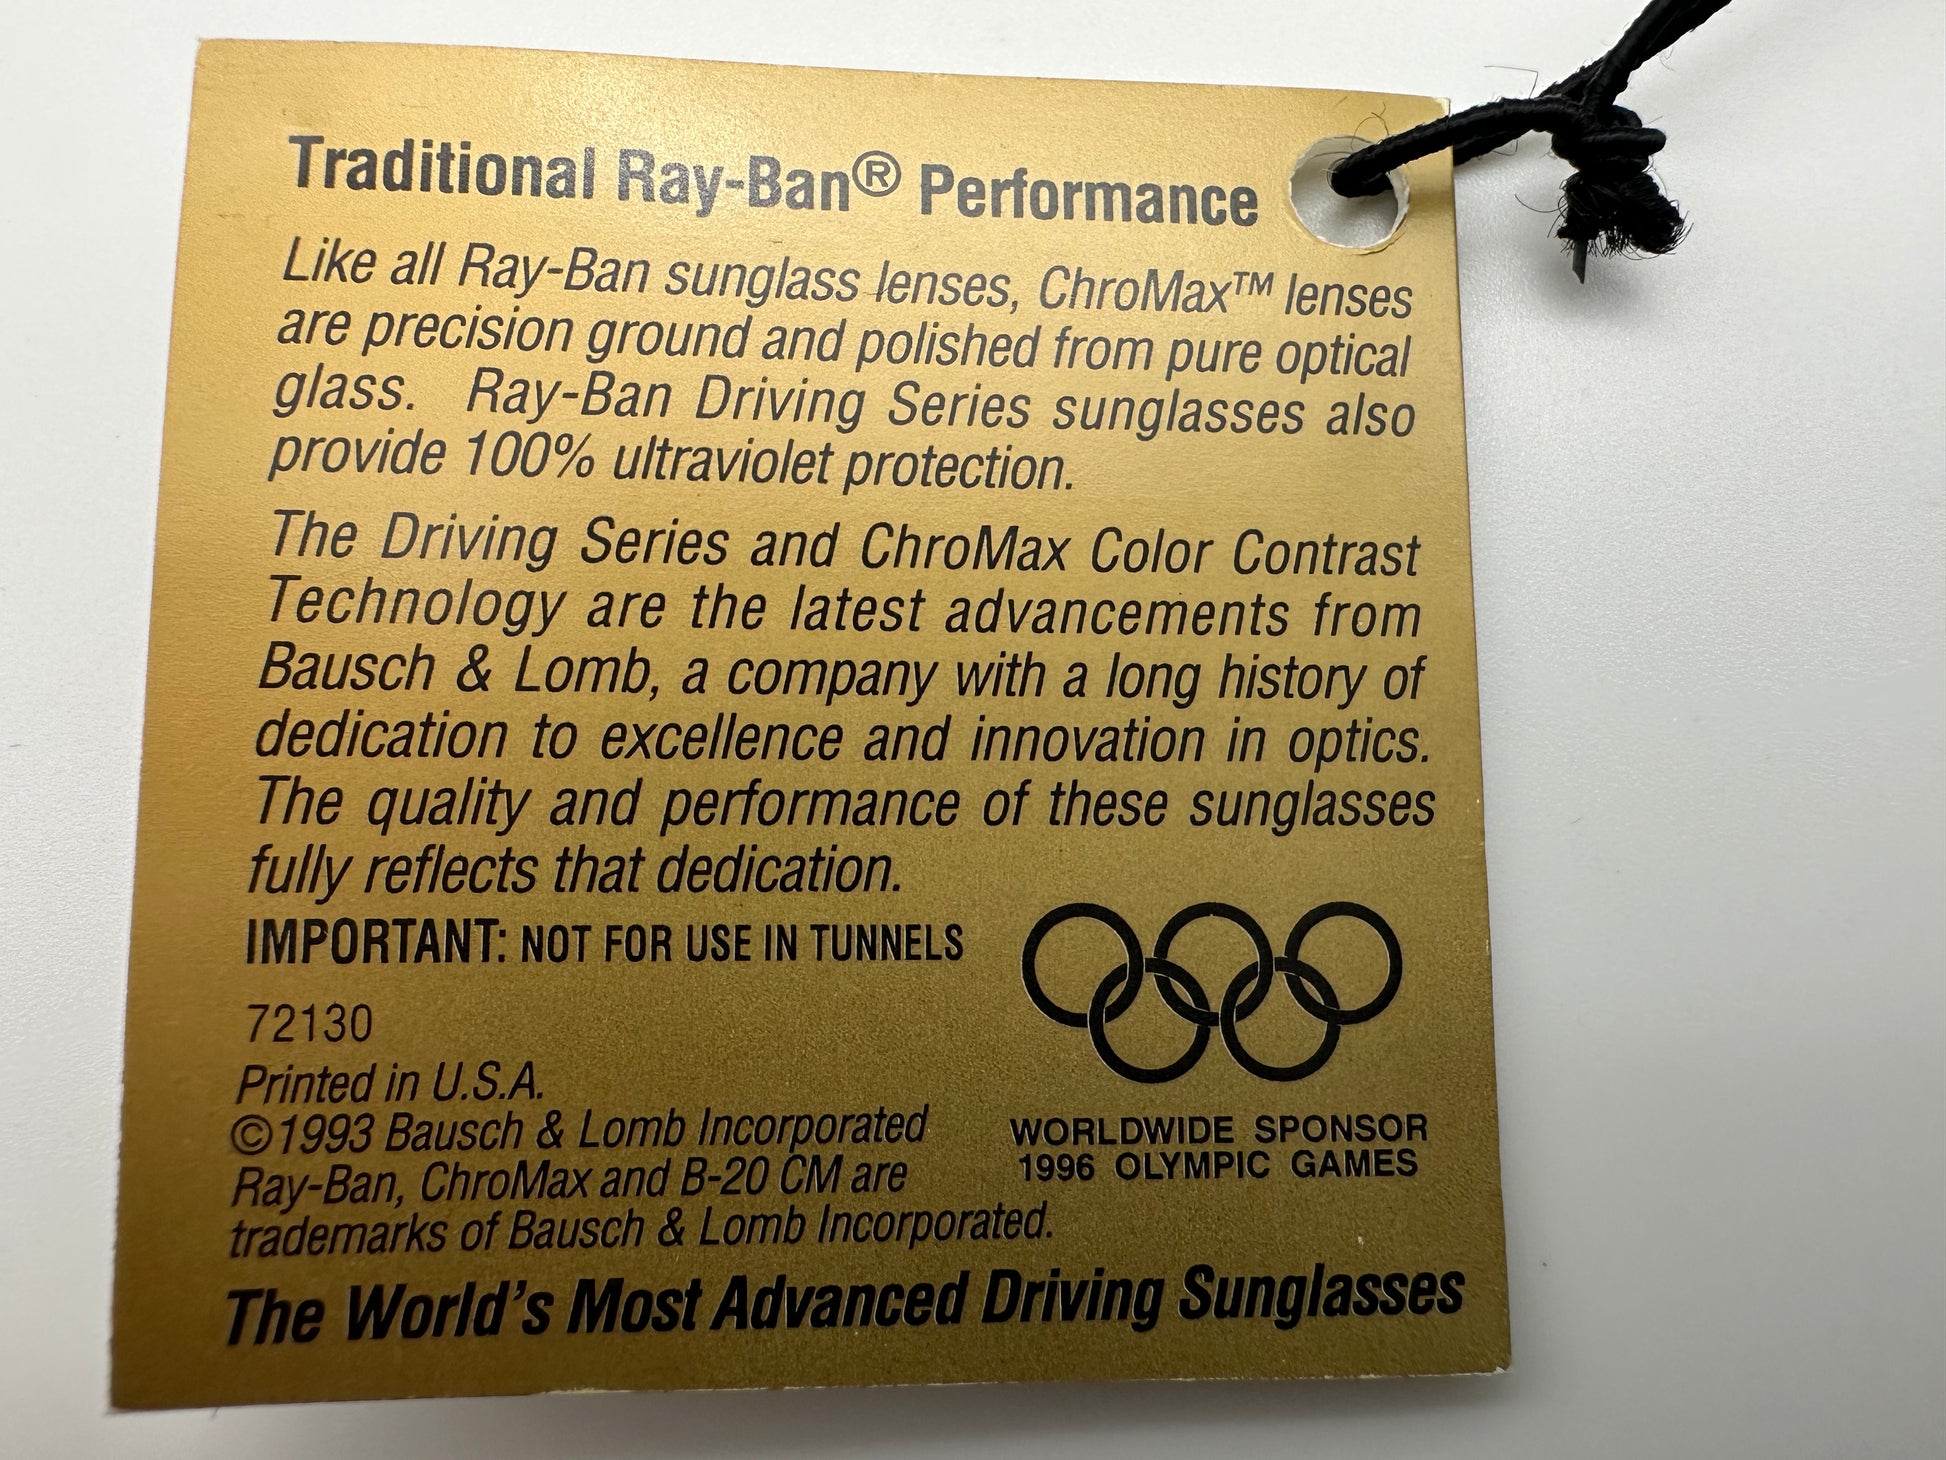 Traditional Ray-Ban® Performance
Like all Ray-Ban sunglass lenses, ChroMax™ lenses
are precision ground and polished from pure optical
glass. Ray-Ban Driving Series sunglasses also
provide 100% ultraviolet protection.
The Driving Series and ChroMax Color Contrast
Technology are the latest advancements from
Bausch & Lomb, a company with a long history of
dedication to excellence and innovation in optics.
The quality and performance of these sunglasses
fully reflects that dedication.
IMPORTANT: NOT FOR USE IN TUNNELS
72130
Printed in U.S.A.
©1993 Bausch & Lomb Incorporated
Ray-Ban, ChroMax and B-20 CM are
trademarks of Bausch & Lomb Incorporated.
WORLDWIDE SPONSOR
1996 OLYMPIC GAMES
The World's Most Advanced Driving Sunglasses